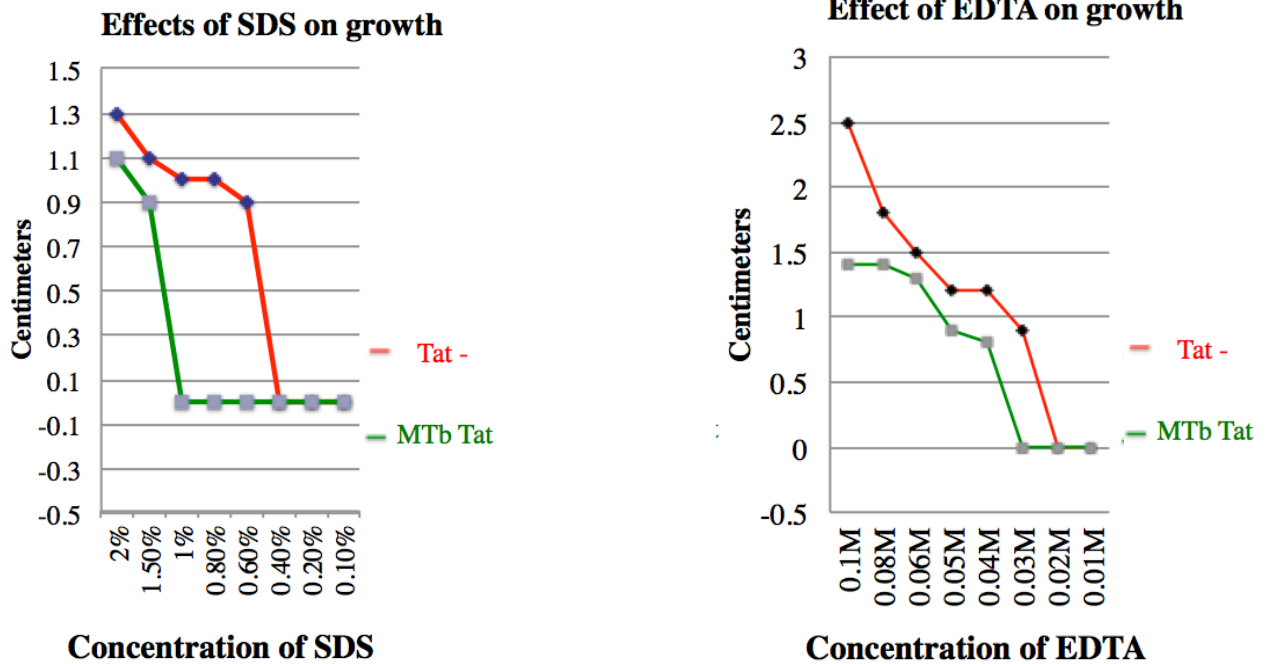 Effects of SDS on growth
1.5
1.3
1.1
0.9
0.7
0.5
0.3
0.1
-0.1
-0.3
-0.5
Centimeters
2%
1.50%
1%
0.80%
0.60%
0.40%
0.20%
0.10%
Concentration of SDS
Tat -
MTb Tat
Effect of EDTA on growth
3
2.5
2
1.5
1
0.5
0
-0.5
Centimeters
0.1M
0.08M
0.06M
0.05M
0.04M
0.03M
0.02M
0.01M
Concentration of EDTA
Tat -
MTb Tat